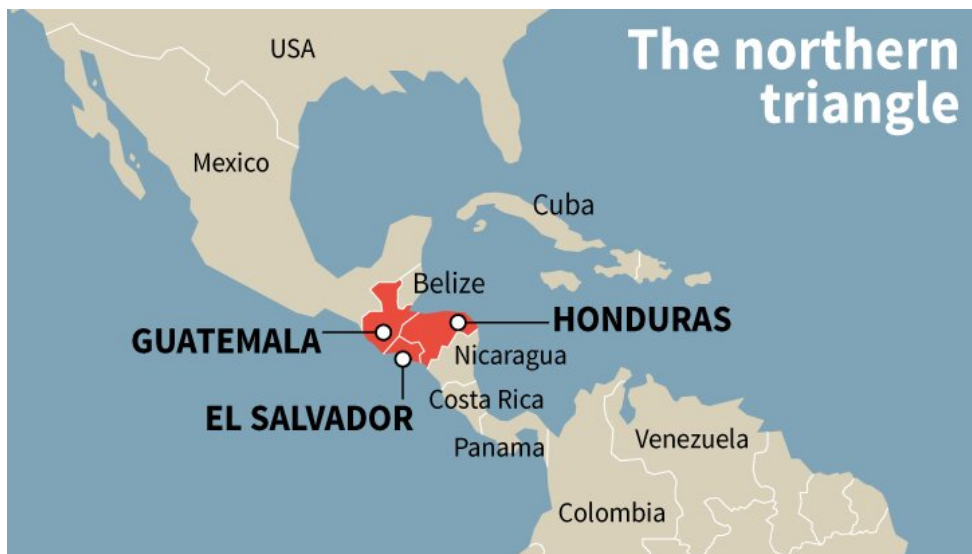 The northern
triangle
USA
Mexico
Cuba
Belize
GUATEMALA
HONDURAS
Nicaragua
EL SALVADOR
Costa Rica
Panama
Venezuela
Colombia